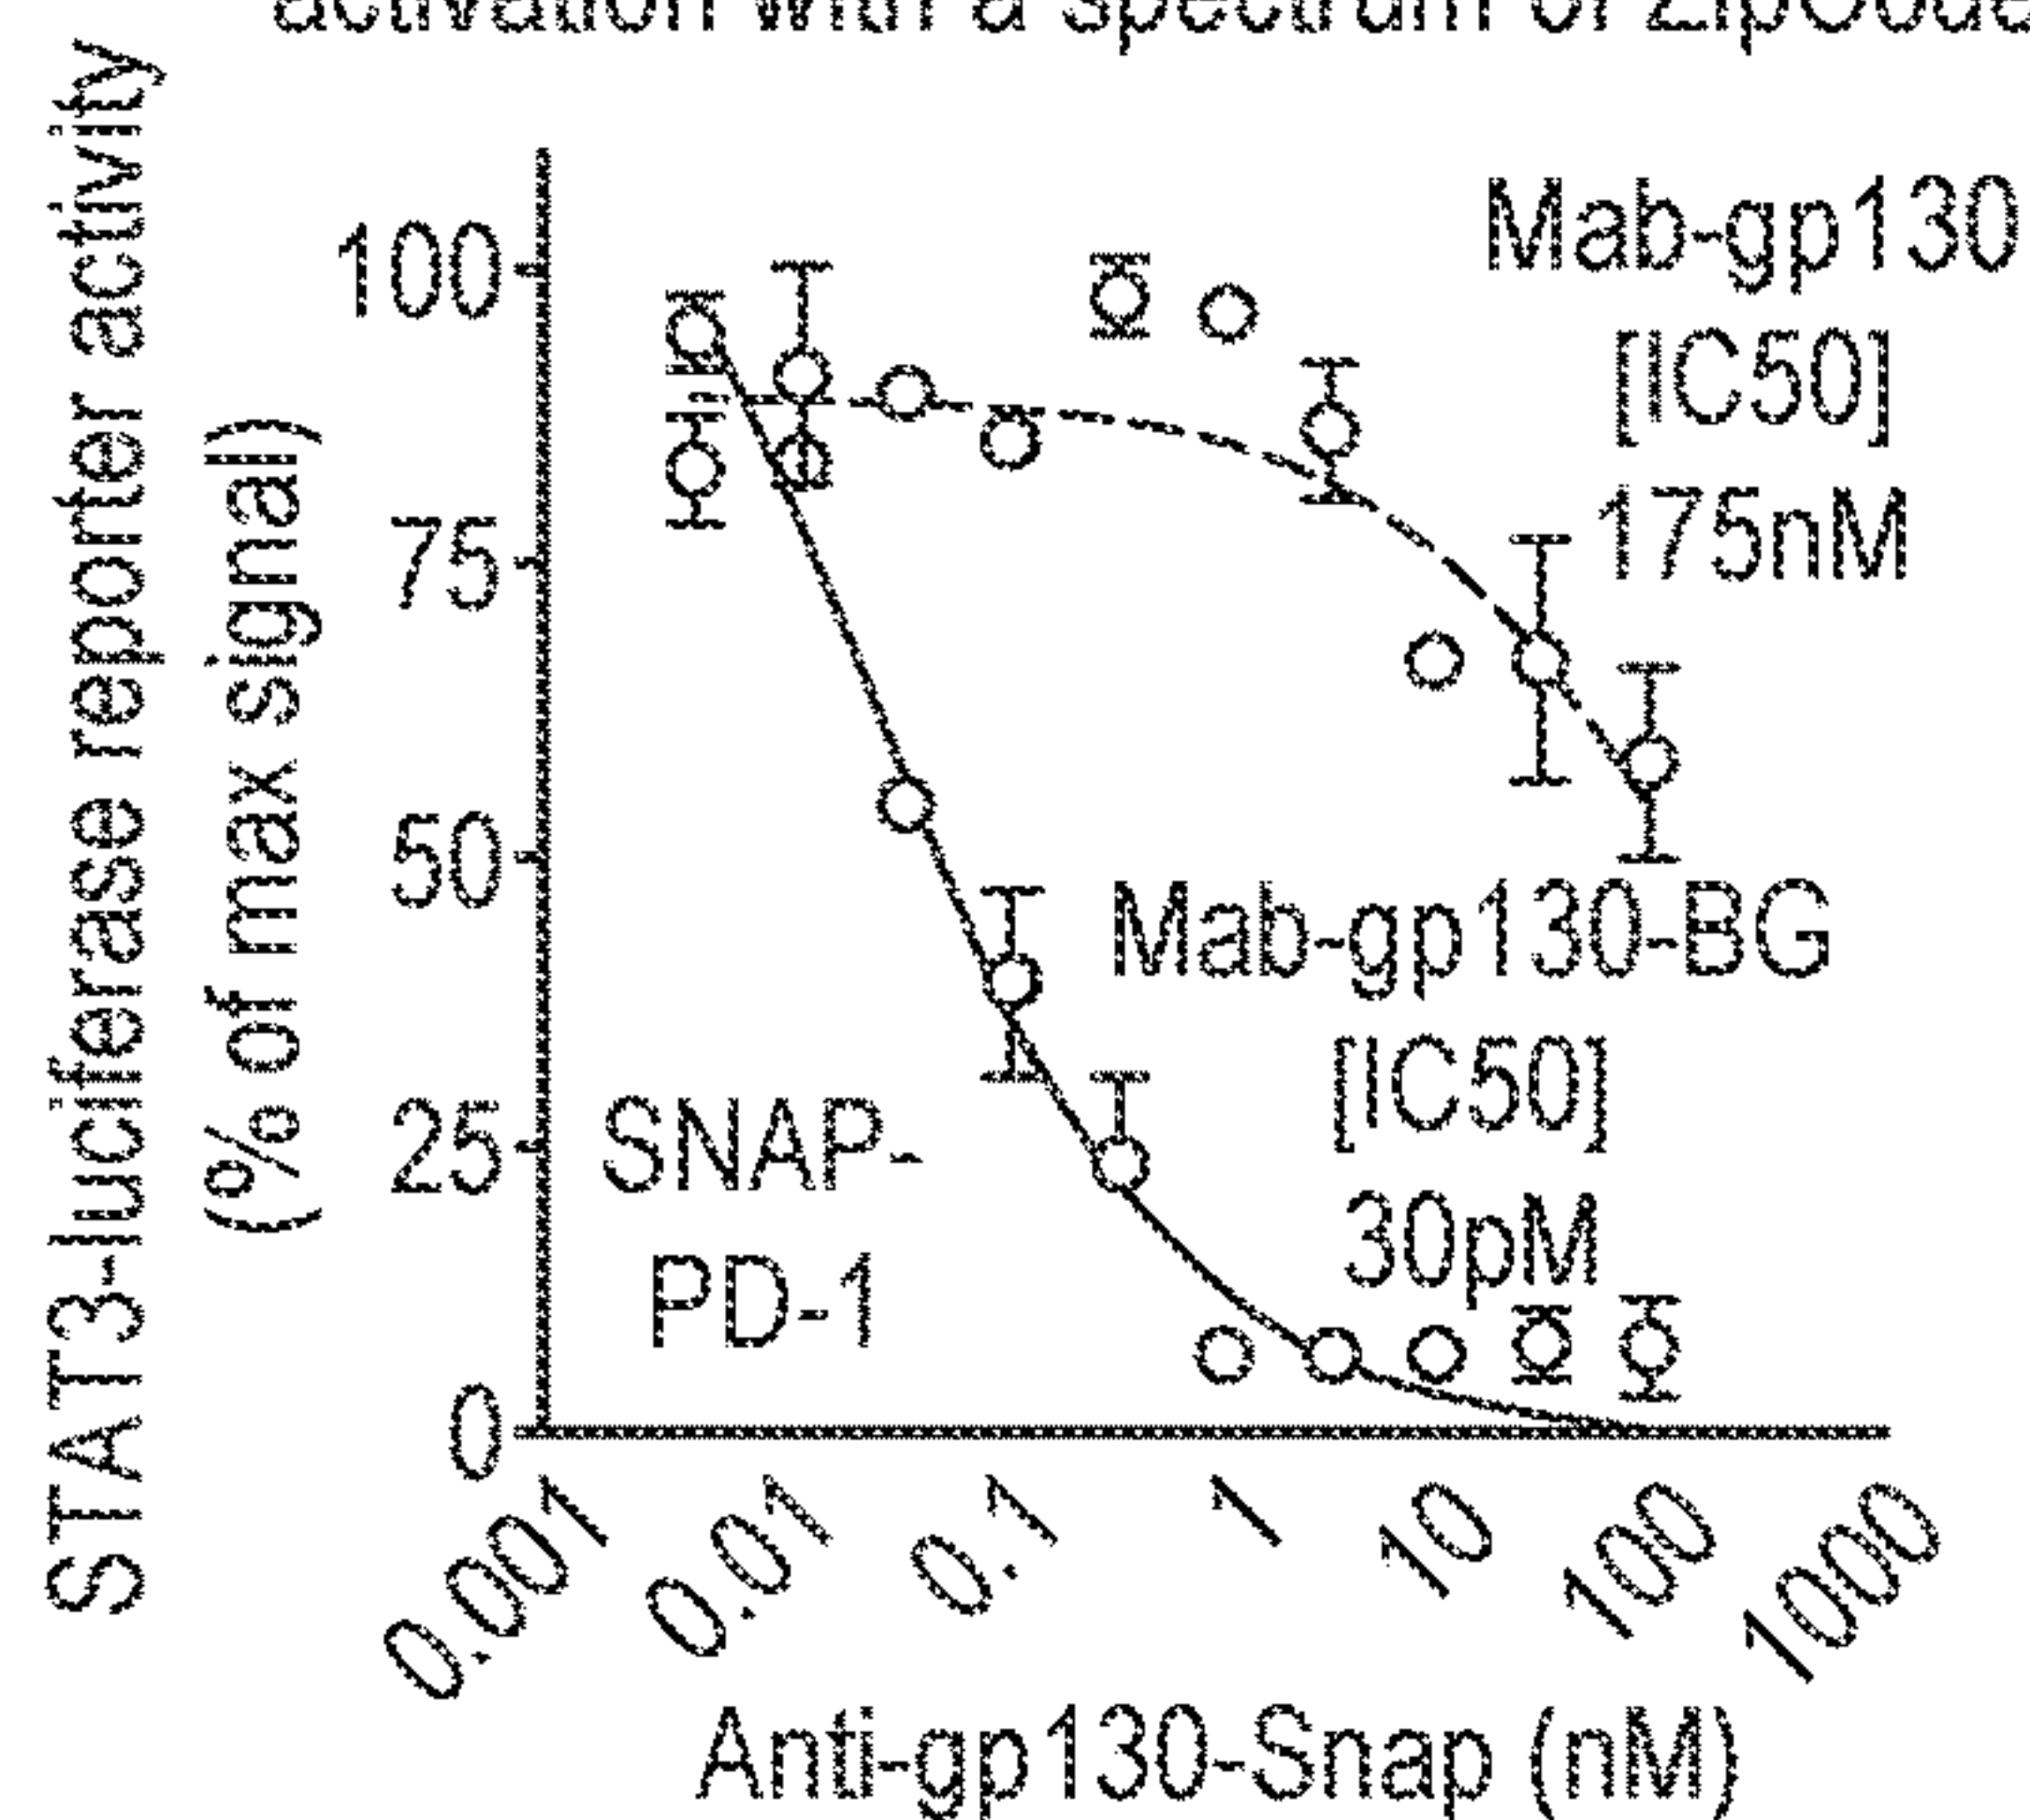 activation with a spectrum of ZipCode
STAT3-luciferase reporter activity
(% of max signal)
100
75
50
25
0
Mab-gp130
[IC50]
175nM
Mab-gp130-BG
[IC50]
30pM
SNAP-
PD-1
0.001
0.01
0.1
1
10
100
1000
Anti-gp130-Snap (nM)